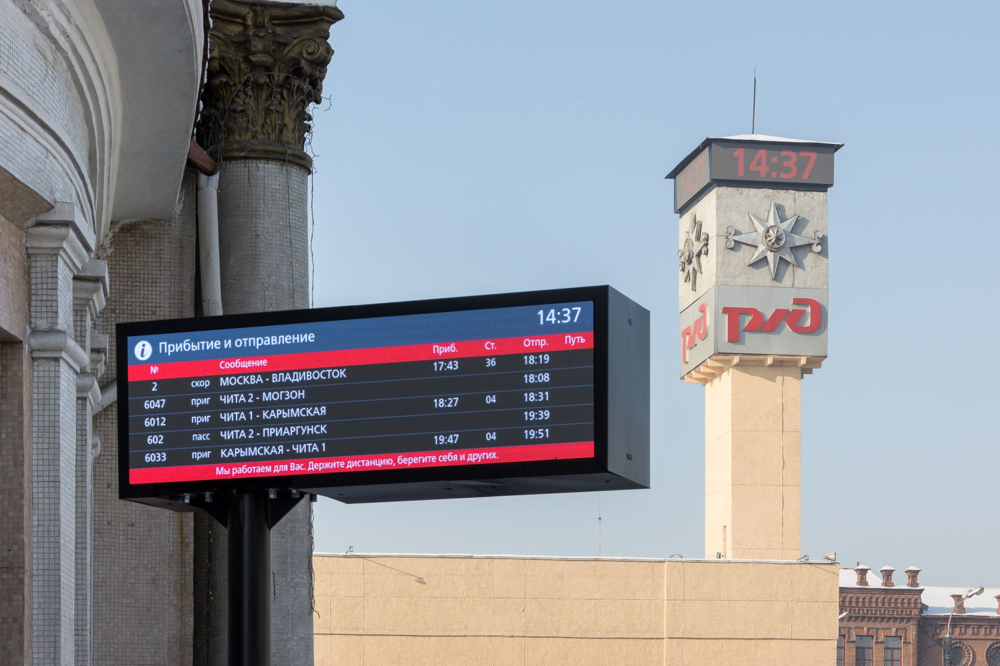 14:37
14:37
РЖД
РЖД
14:37
Прибытие и отправление
№ Сообщение Приб. Ст. Отпр. Путь
2 скор МОСКВА - ВЛАДИВОСТОК 17:43 36 18:19
6047 приг ЧИТА 2 - МОГЗОН 18:08
6012 приг ЧИТА 1 - КАРЫМСКАЯ 18:27 04 18:31
602 пасс ЧИТА 2 - ПРИАРГУНСК 19:39
6033 приг КАРЫМСКАЯ - ЧИТА 1 19:47 04 19:51
Мы работаем для Вас. Держите дистанцию, берегите себя и других.